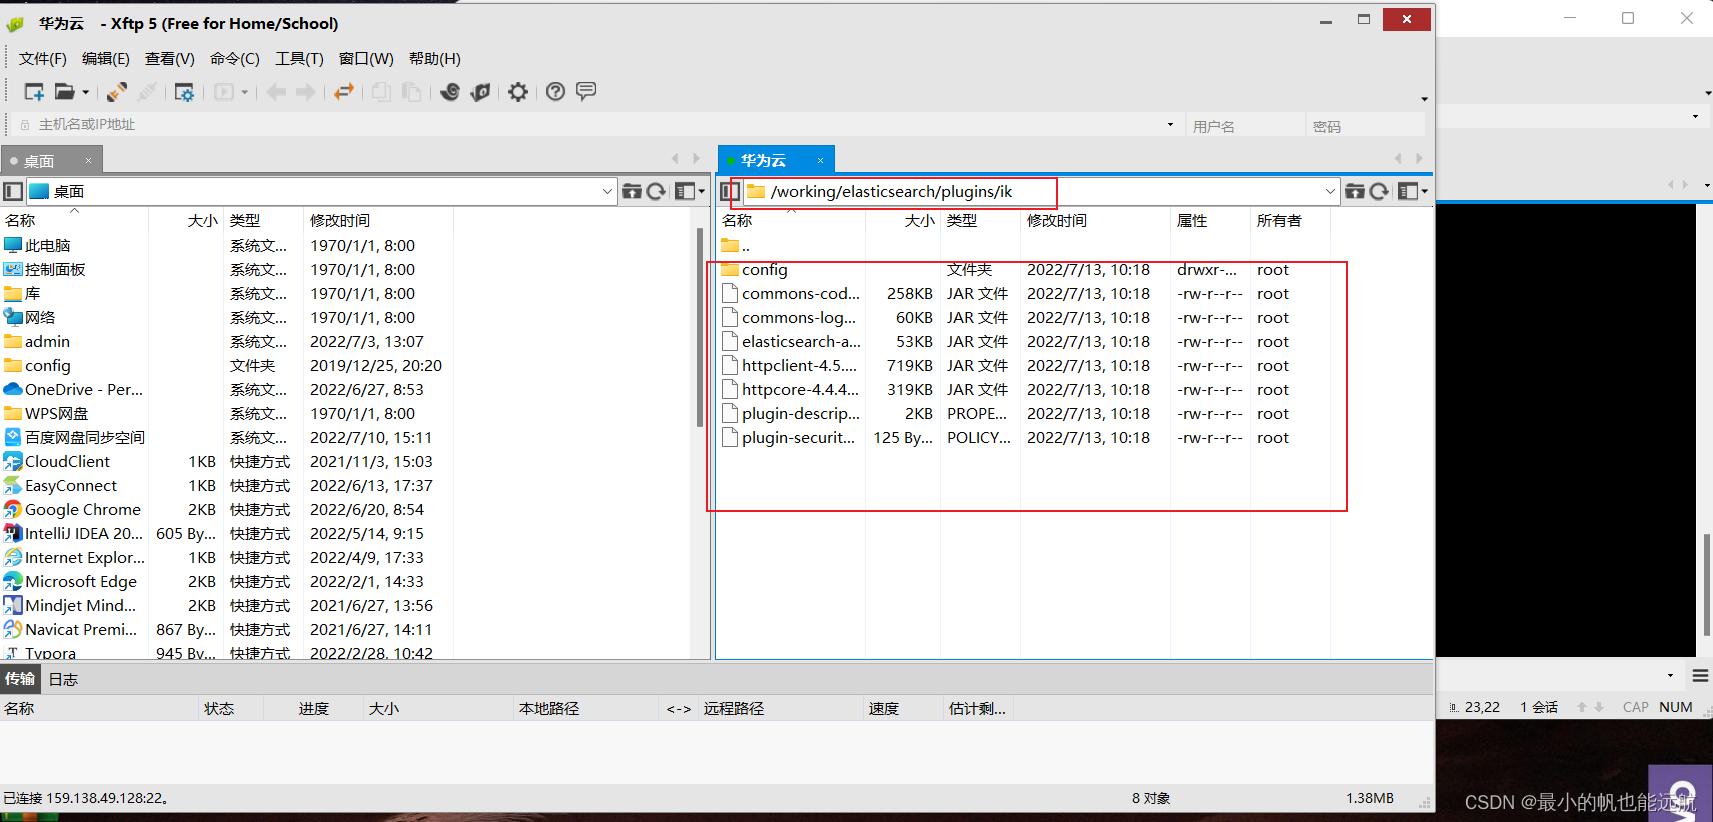 华为云 - Xftp 5 (Free for Home/School)
文件(F) 编辑(E) 查看(V) 命令(C) 工具(T) 窗口(W) 帮助(H)
主机名或IP地址 用户名 密码
桌面 × 华为云 ×
桌面 /working/elasticsearch/plugins/ik
名称 大小 类型 修改时间 名称 大小 类型 修改时间 属性 所有者
此电脑 系统文... 1970/1/1, 8:00 ..
控制面板 系统文... 1970/1/1, 8:00 config 文件夹 2022/7/13, 10:18 drwxr-... root
库 系统文... 1970/1/1, 8:00 commons-cod... 258KB JAR 文件 2022/7/13, 10:18 -rw-r--r-- root
网络 系统文... 1970/1/1, 8:00 commons-log... 60KB JAR 文件 2022/7/13, 10:18 -rw-r--r-- root
admin 系统文... 2022/7/3, 13:07 elasticsearch-a... 53KB JAR 文件 2022/7/13, 10:18 -rw-r--r-- root
config 文件夹 2019/12/25, 20:20 httpclient-4.5.... 719KB JAR 文件 2022/7/13, 10:18 -rw-r--r-- root
OneDrive - Per... 系统文... 2022/6/27, 8:53 httpcore-4.4.4... 319KB JAR 文件 2022/7/13, 10:18 -rw-r--r-- root
WPS网盘 系统文... 1970/1/1, 8:00 plugin-descrip... 2KB PROPE... 2022/7/13, 10:18 -rw-r--r-- root
百度网盘同步空间 系统文... 2022/7/10, 15:11 plugin-securit... 125 By... POLICY... 2022/7/13, 10:18 -rw-r--r-- root
CloudClient 1KB 快捷方式 2021/11/3, 15:03
EasyConnect 1KB 快捷方式 2022/6/13, 17:37
Google Chrome 2KB 快捷方式 2022/6/20, 8:54
IntelliJ IDEA 20... 605 By... 快捷方式 2022/5/14, 9:15
Internet Explor... 1KB 快捷方式 2022/4/9, 17:33
Microsoft Edge 2KB 快捷方式 2022/2/1, 14:33
Mindjet Mind... 2KB 快捷方式 2021/6/27, 13:56
Navicat Premi... 867 By... 快捷方式 2021/6/27, 14:11
Typora 945 By... 快捷方式 2022/2/28, 10:42
传输 日志
名称 状态 进度 大小 本地路径 <-> 远程路径 速度 估计剩...
23,22 1 会话 CAP NUM
已连接 159.138.49.128:22。 8 对象 1.38MB
CSDN @最小的帆也能远航